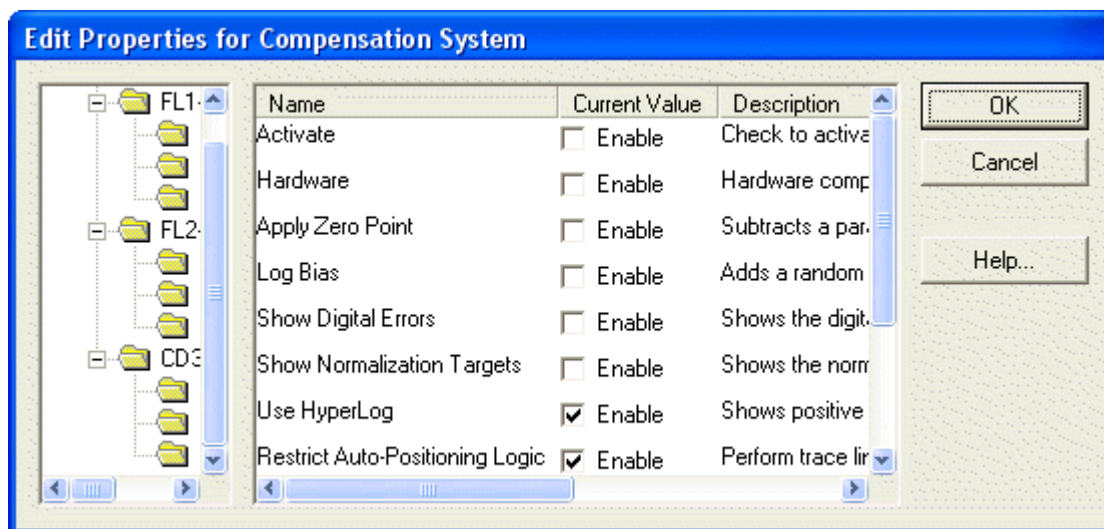 Edit Properties for Compensation System
FL1-
FL2-
CD3
Name Current Value Description
Activate Enable Check to activa
Hardware Enable Hardware comp
Apply Zero Point Enable Subtracts a par
Log Bias Enable Adds a random
Show Digital Errors Enable Shows the digit
Show Normalization Targets Enable Shows the norm
Use HyperLog Enable Shows positive
Restrict Auto-Positioning Logic Enable Perform trace lin
OK
Cancel
Help...